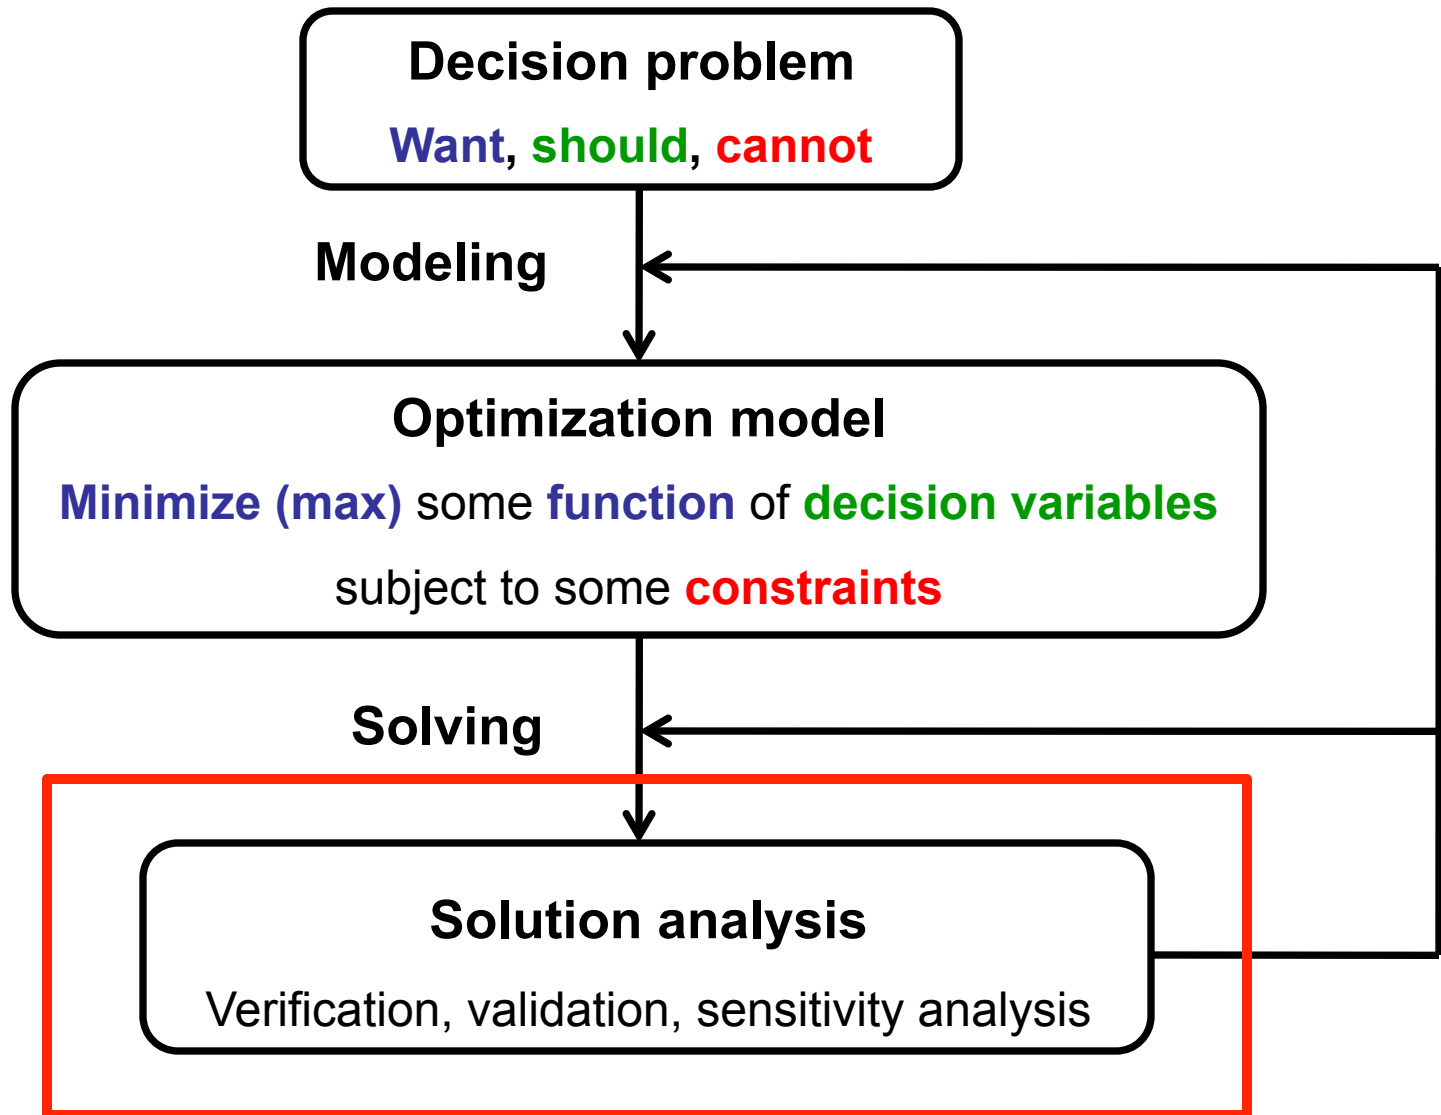 Decision problem
Want, should, cannot
Modeling
Optimization model
Minimize (max) some function of decision variables
subject to some constraints
Solving
Solution analysis
Verification, validation, sensitivity analysis